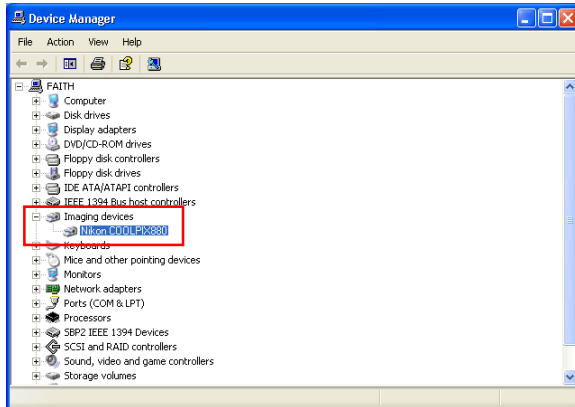 Device Manager
File Action View Help
FAITH
Computer
Disk drives
Display adapters
DVD/CD-ROM drives
Floppy disk controllers
Floppy disk drives
IDE ATA/ATAPI controllers
IEEE 1394 Bus host controllers
Imaging devices
Nikon COOLPIX880
Keyboards
Mice and other pointing devices
Monitors
Network adapters
Ports (COM & LPT)
Processors
SBP2 IEEE 1394 Devices
SCSI and RAID controllers
Sound, video and game controllers
Storage volumes